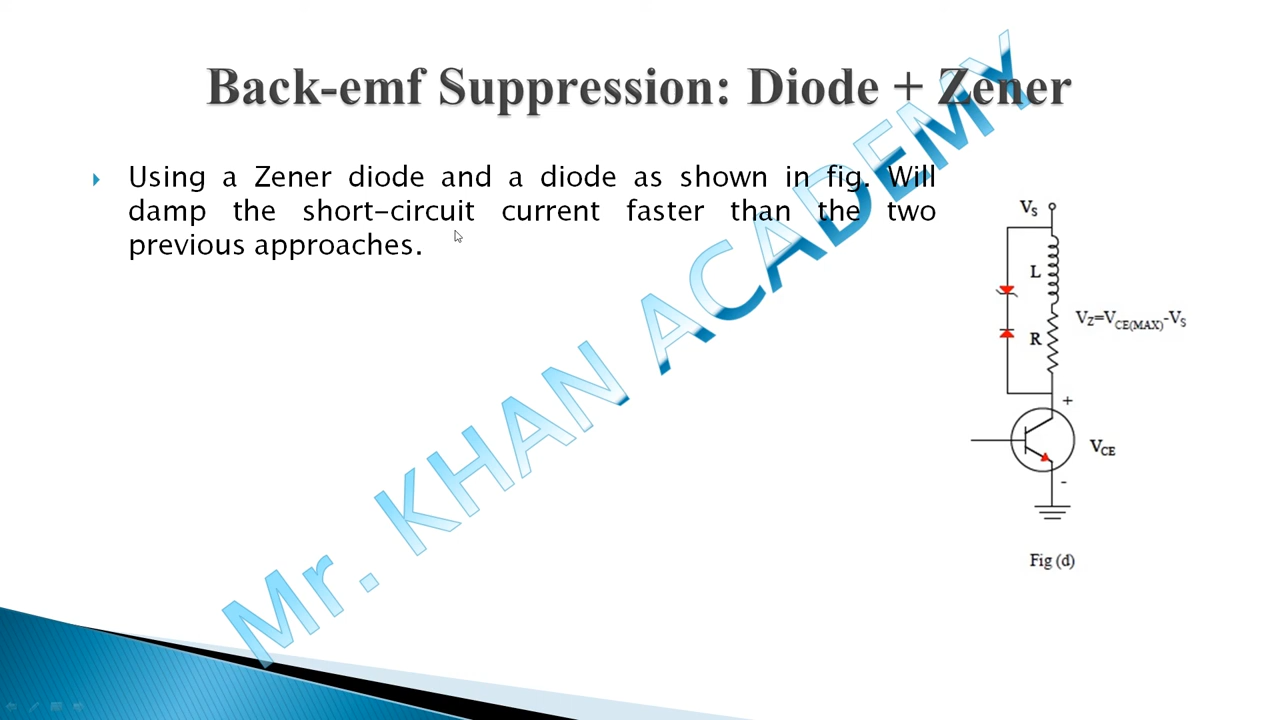 Back-emf Suppression: Diode + Zener
Using a Zener diode and a diode as shown in fig. Will
damp the short-circuit current faster than the two
previous approaches.
Mr. KHAN ACADEMY
VS
L
VZ=VCE(MAX)-VS
R
+
VCE
-
Fig (d)